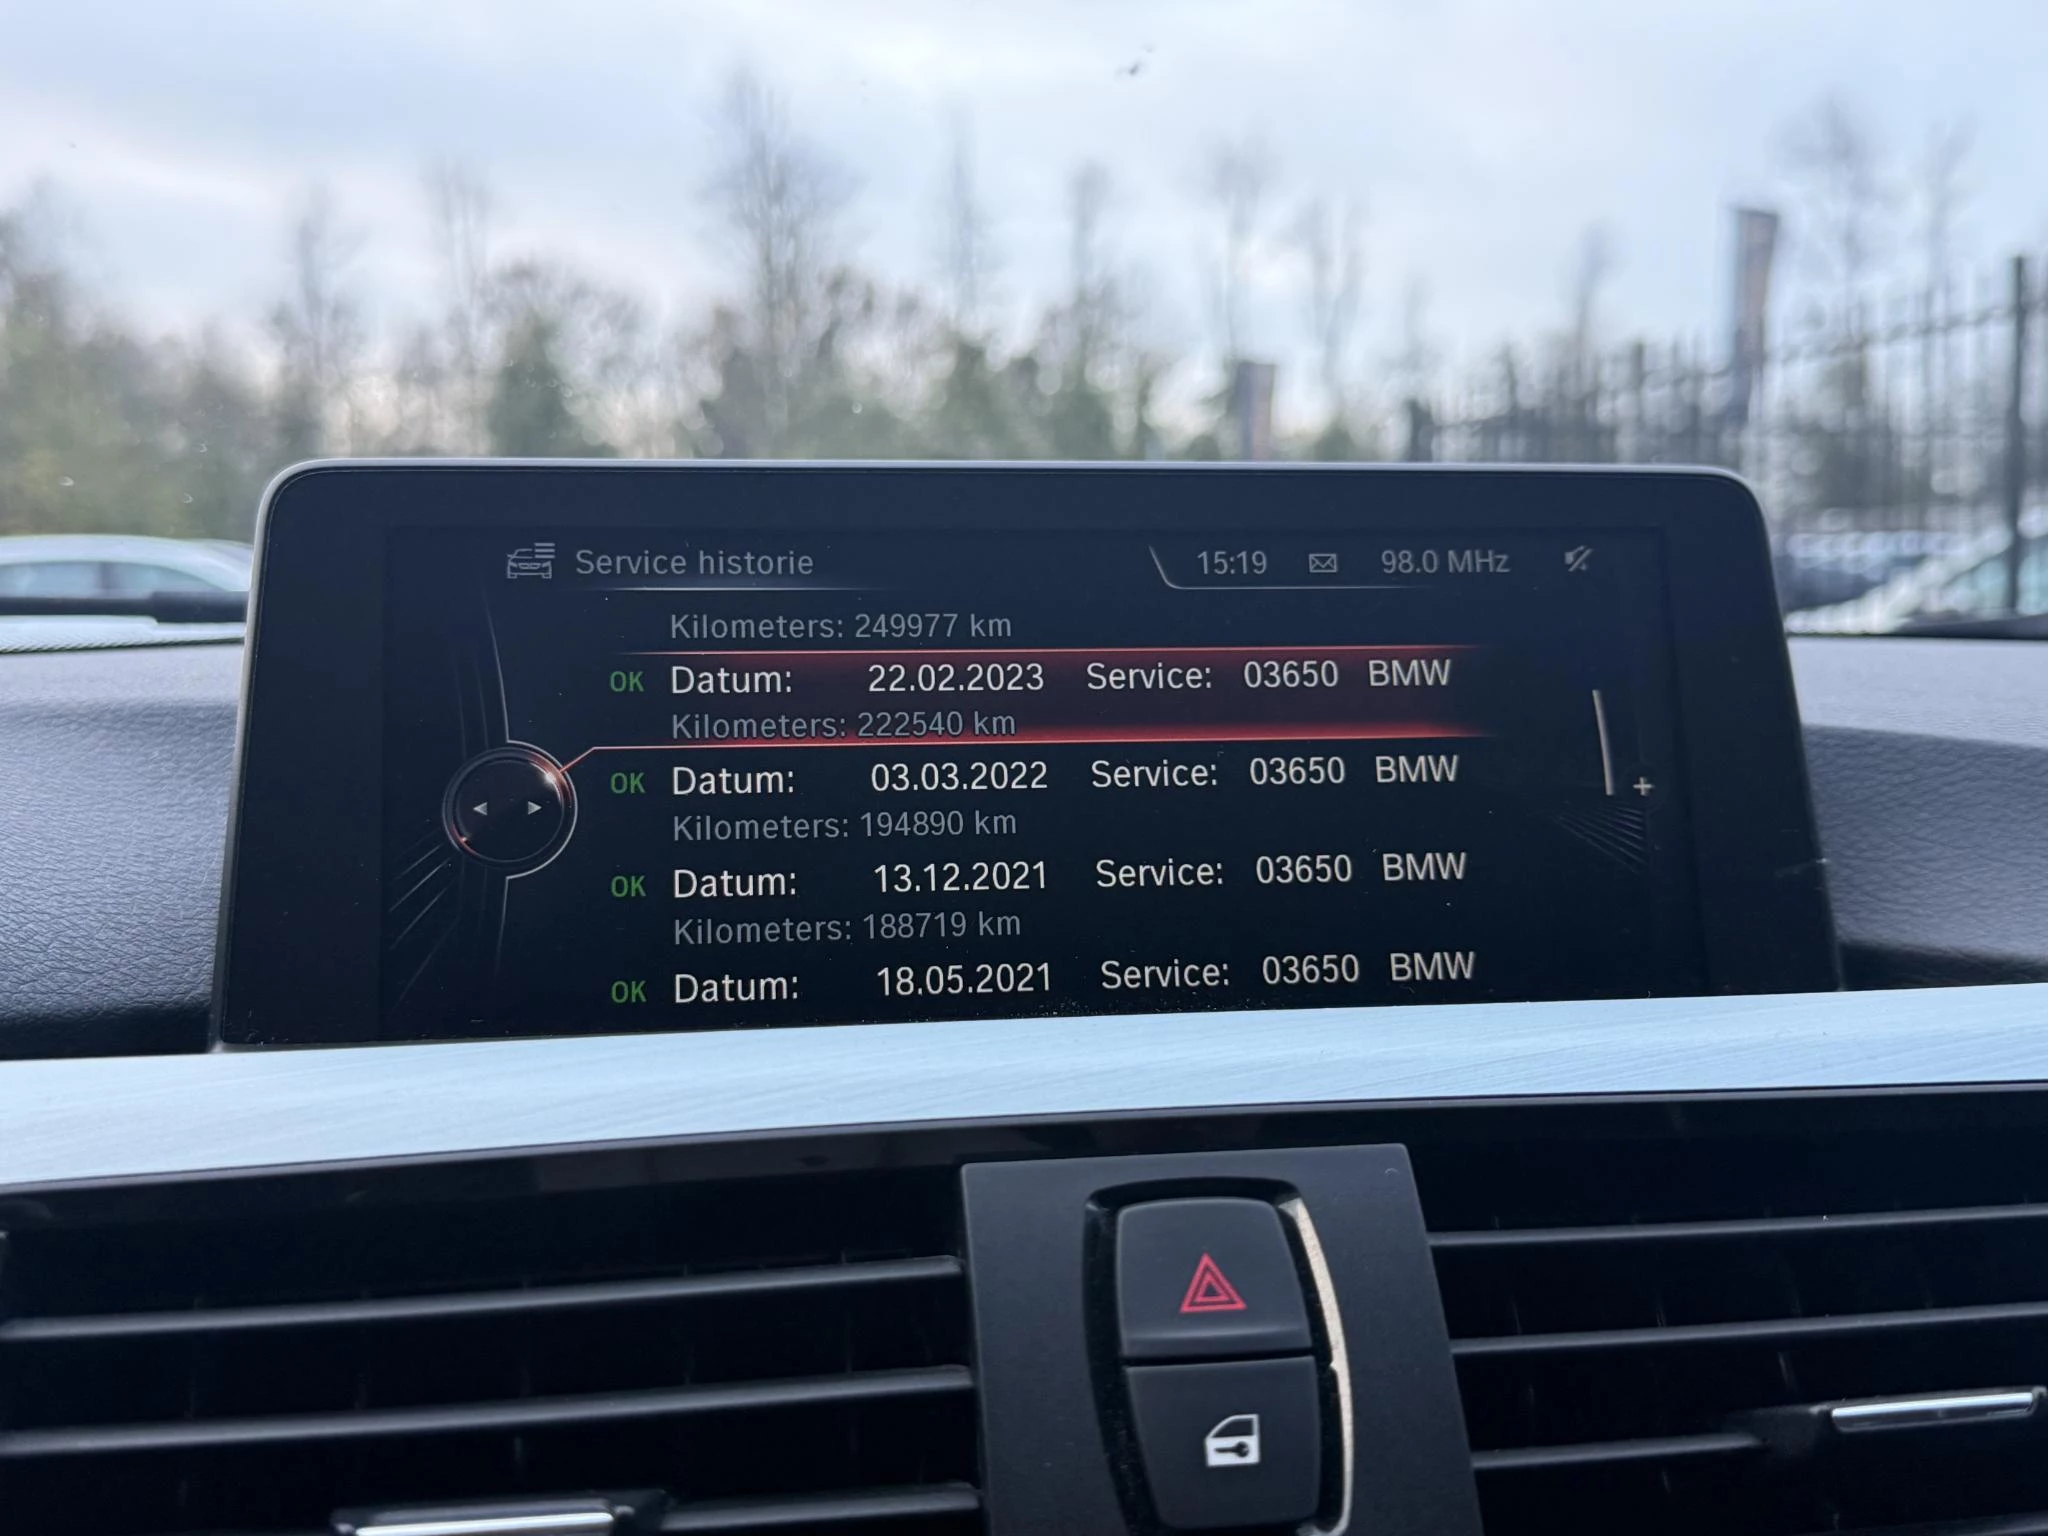 Service historie 15:19 98.0 MHz
Kilometers: 249977 km
OK Datum: 22.02.2023 Service: 03650 BMW
Kilometers: 222540 km
OK Datum: 03.03.2022 Service: 03650 BMW
Kilometers: 194890 km
OK Datum: 13.12.2021 Service: 03650 BMW
Kilometers: 188719 km
OK Datum: 18.05.2021 Service: 03650 BMW